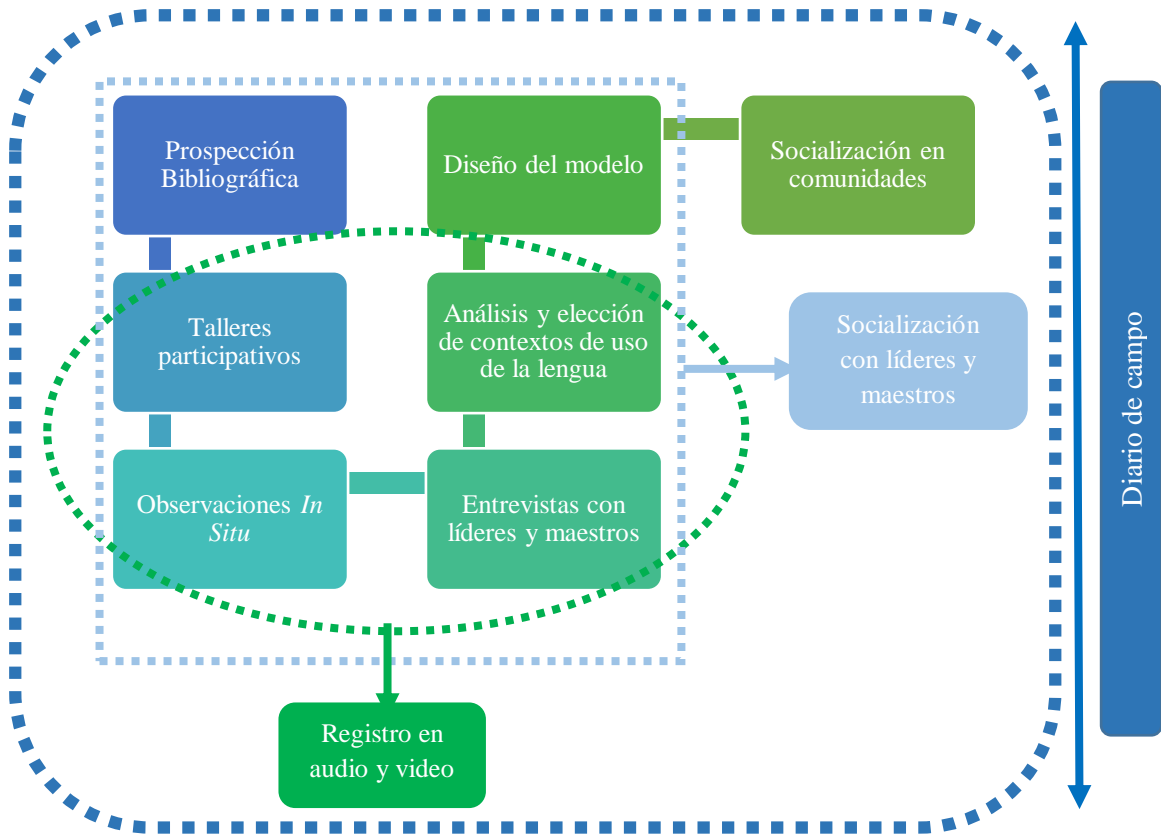 Prospección
Bibliográfica
Diseño del modelo
Socialización en
comunidades
Talleres
participativos
Análisis y elección
de contextos de uso
de la lengua
Socialización
con líderes y
maestros
Observaciones In
Situ
Entrevistas con
líderes y maestros
Registro en
audio y video
Diario de campo